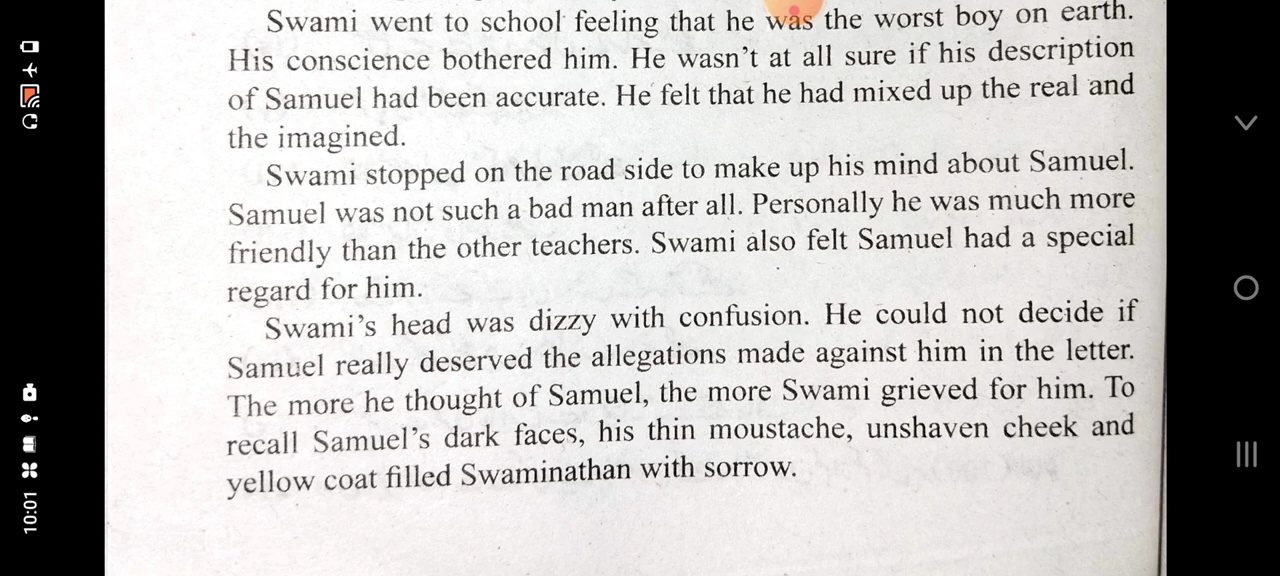 Swami went to school feeling that he was the worst boy on earth.
His conscience bothered him. He wasn't at all sure if his description
of Samuel had been accurate. He felt that he had mixed up the real and
the imagined.
Swami stopped on the road side to make up his mind about Samuel.
Samuel was not such a bad man after all. Personally he was much more
friendly than the other teachers. Swami also felt Samuel had a special
regard for him.
Swami's head was dizzy with confusion. He could not decide if
Samuel really deserved the allegations made against him in the letter.
The more he thought of Samuel, the more Swami grieved for him. To
recall Samuel's dark faces, his thin moustache, unshaven cheek and
yellow coat filled Swaminathan with sorrow.
10:01